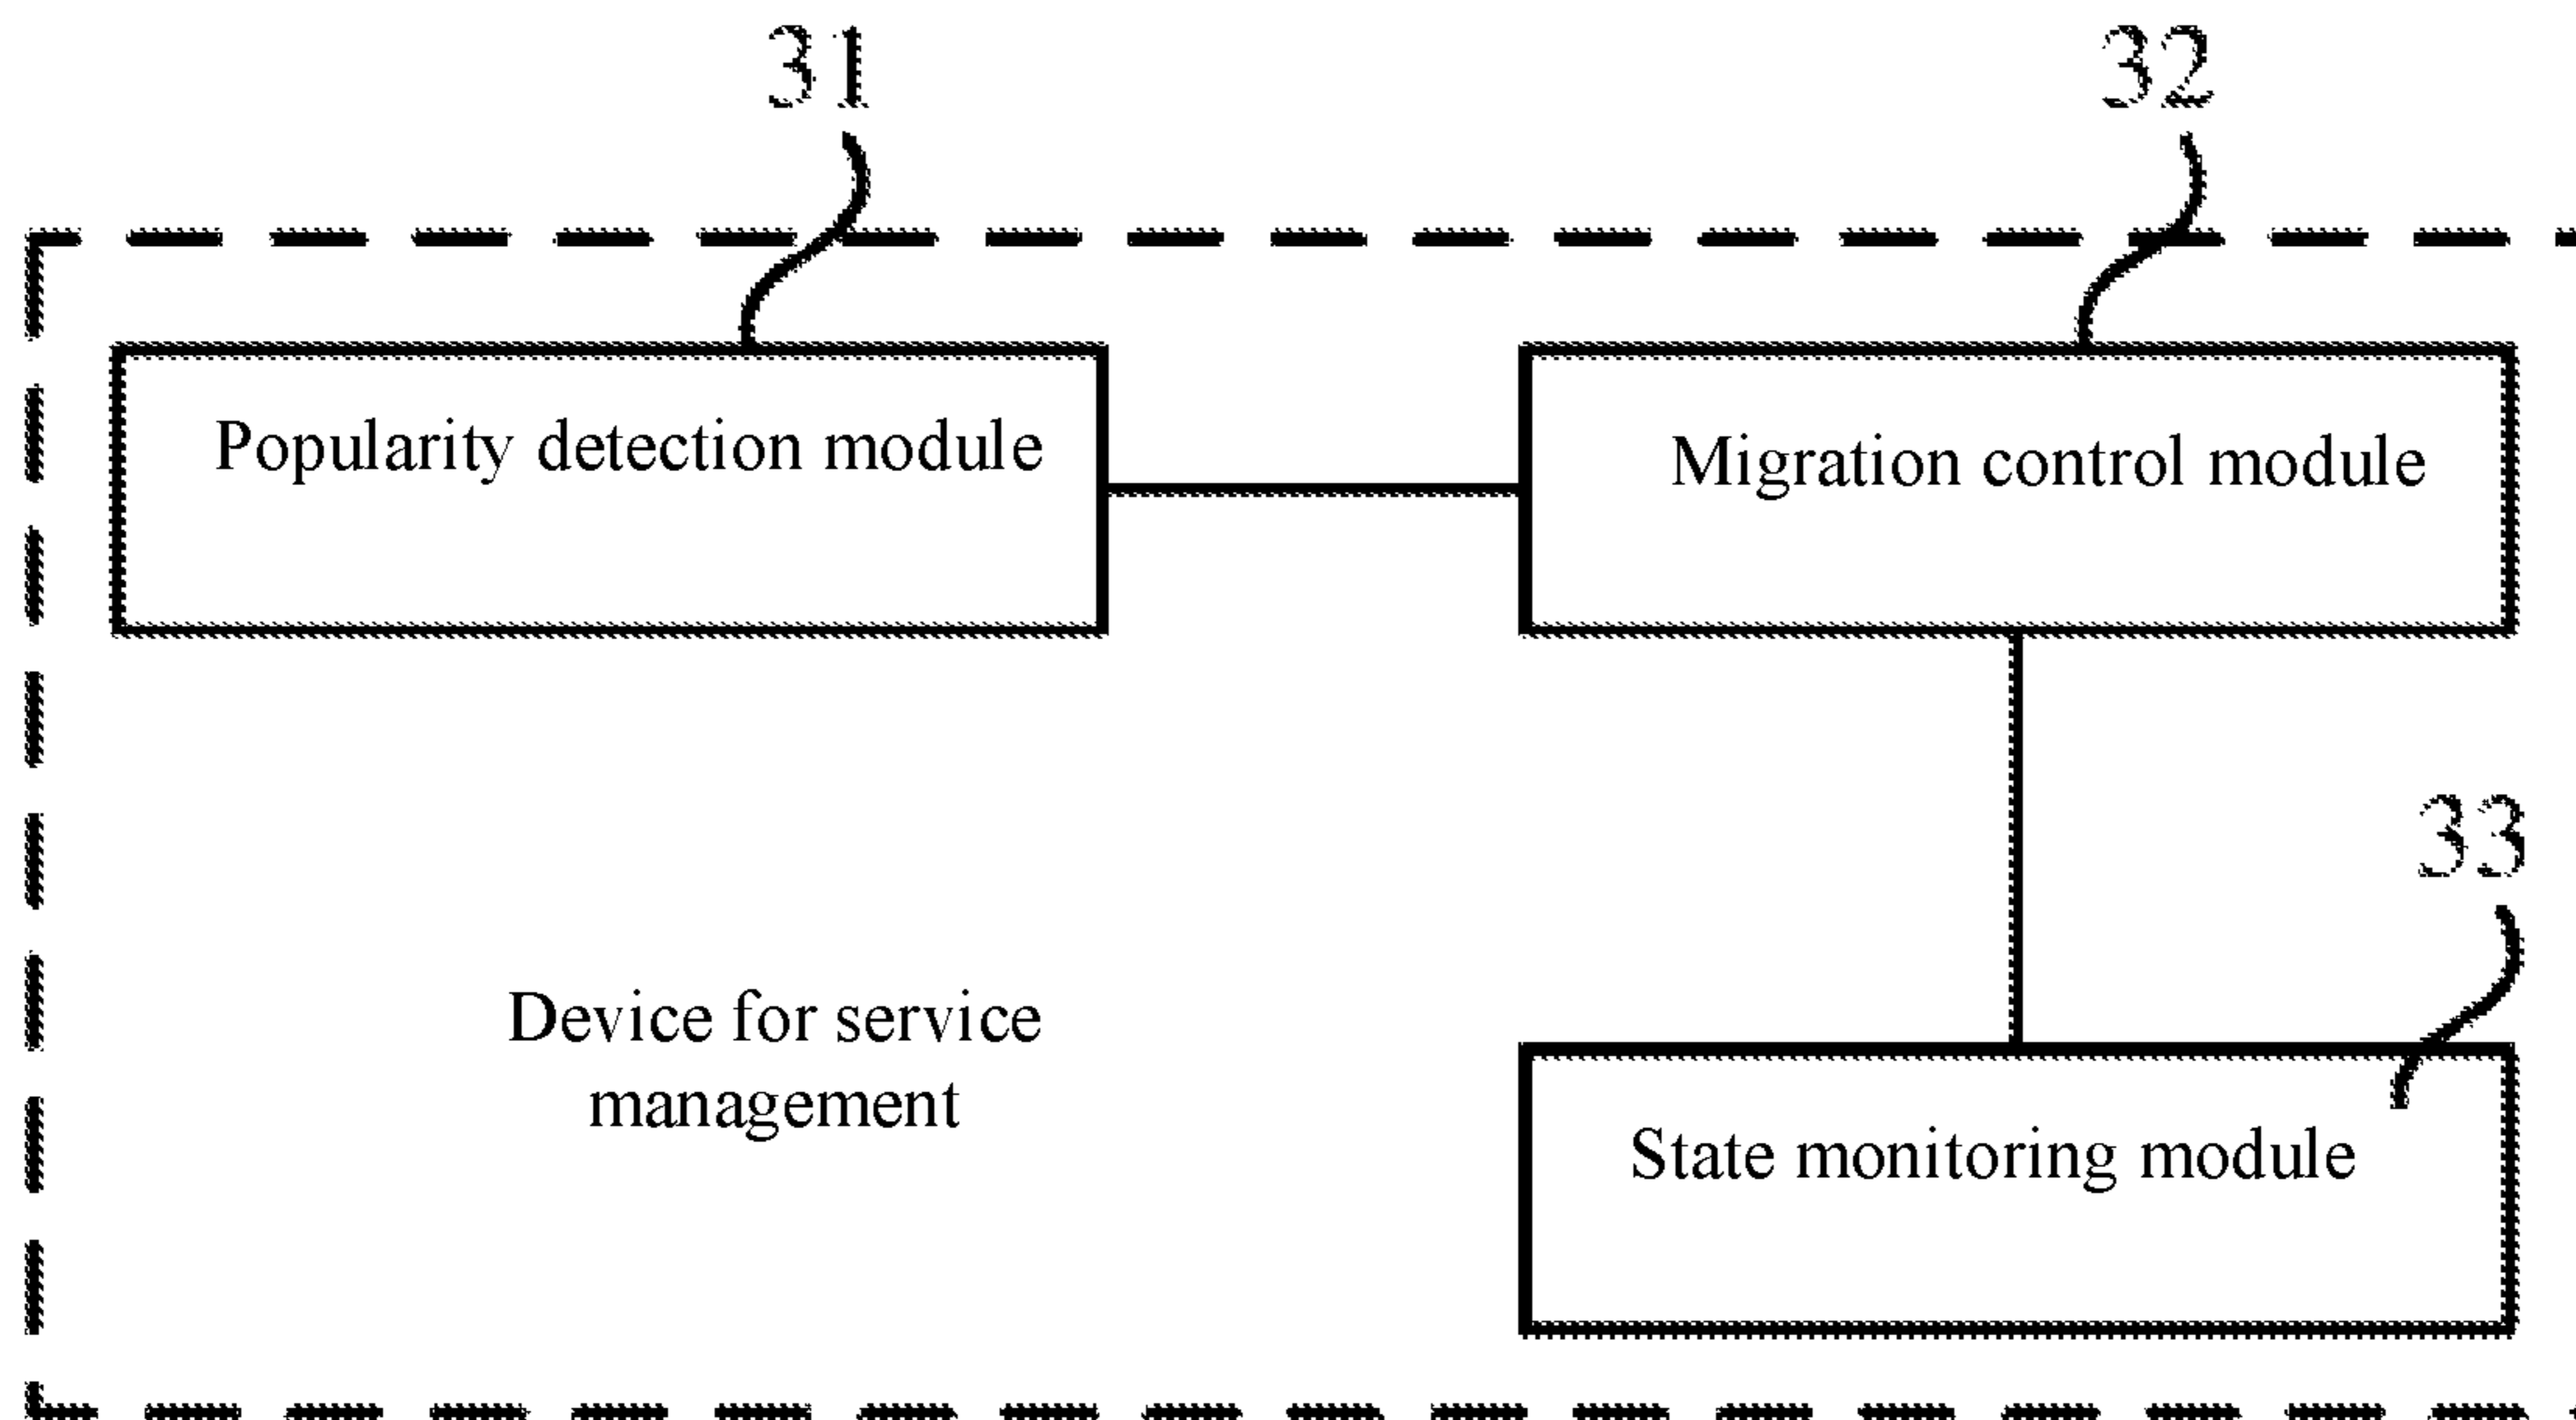 31
32
Popularity detection module
Migration control module
33
Device for service
management
State monitoring module